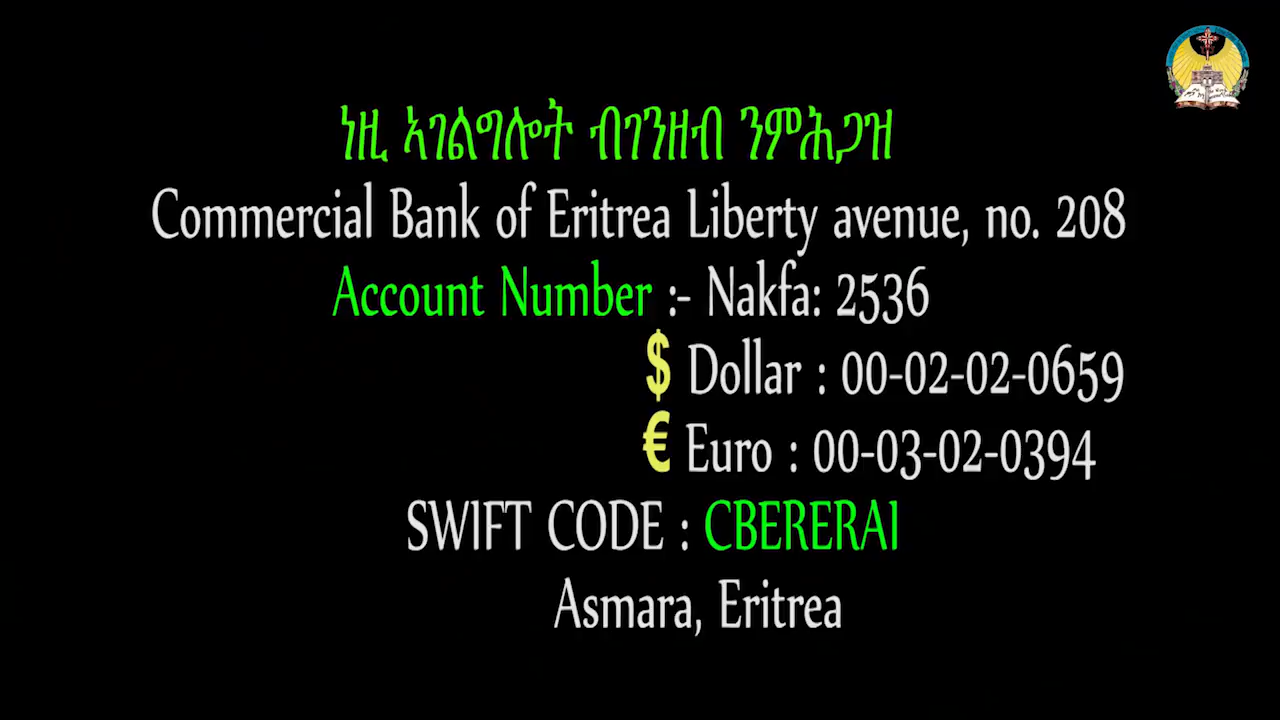 ነዚ ኣገልግሎት ብገንዘብ ንምሕጋዝ
Commercial Bank of Eritrea Liberty avenue, no. 208
Account Number :- Nakfa: 2536
$ Dollar : 00-02-02-0659
€ Euro : 00-03-02-0394
SWIFT CODE : CBERERAI
Asmara, Eritrea